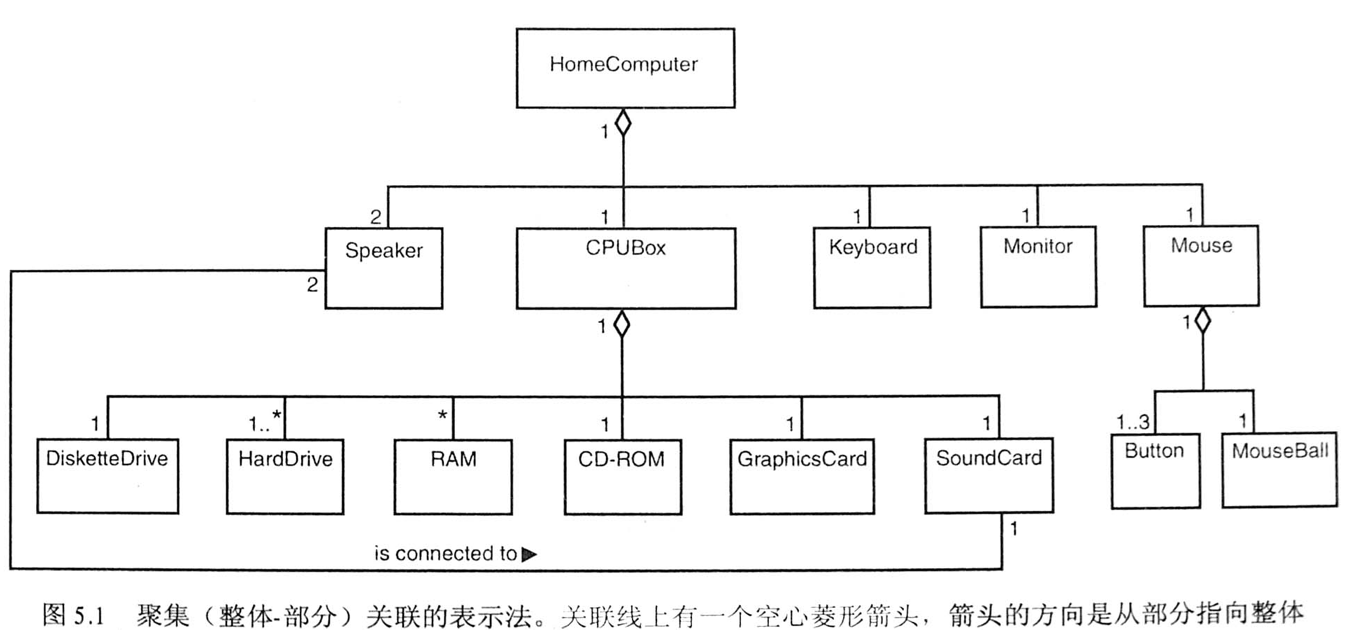 HomeComputer
1
2 1 1 1 1
Speaker CPUBox Keyboard Monitor Mouse
2
1 1
1 1..* * 1 1 1 1..3 1
DisketteDrive HardDrive RAM CD-ROM GraphicsCard SoundCard Button MouseBall
1
is connected to▶
图 5.1 聚集（整体-部分）关联的表示法。关联线上有一个空心菱形箭头，箭头的方向是从部分指向整体